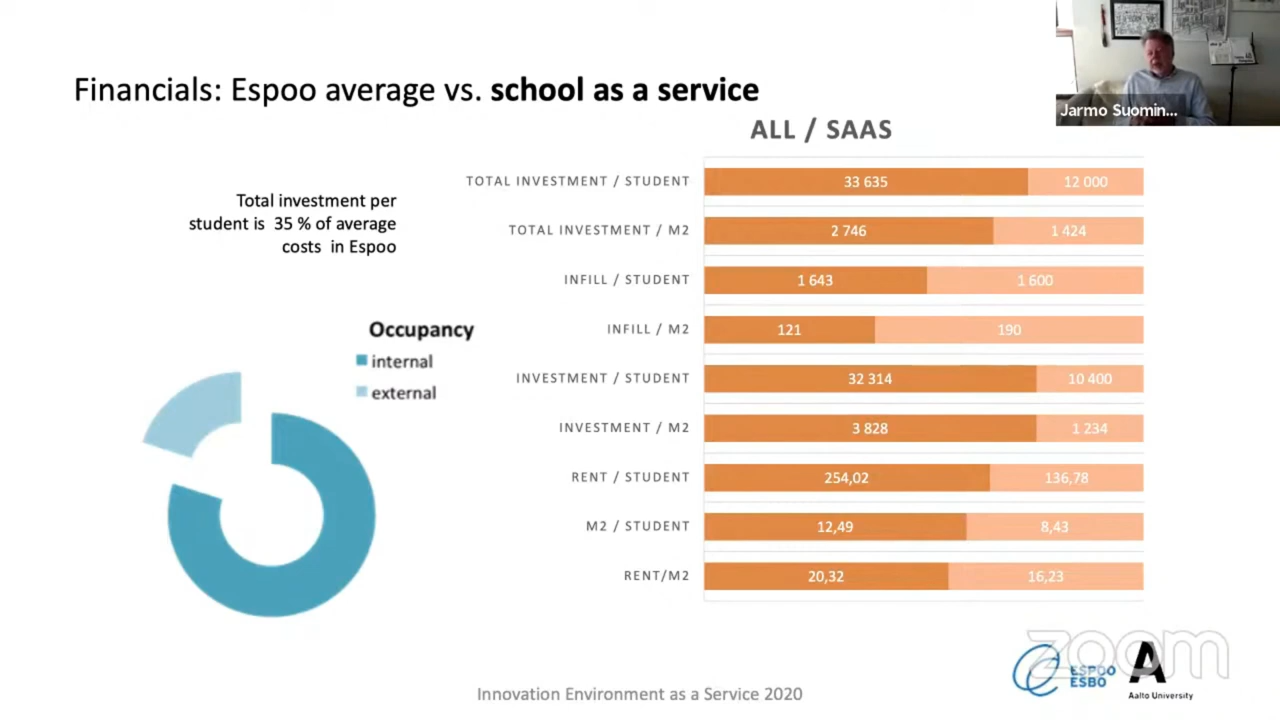 Financials: Espoo average vs. school as a service
Jarmo Suomin...
ALL / SAAS
Total investment per
student is 35 % of average
costs in Espoo
TOTAL INVESTMENT / STUDENT 33 635 12 000
TOTAL INVESTMENT / M2 2 746 1 424
INFILL / STUDENT 1 643 1 600
INFILL / M2 121 190
INVESTMENT / STUDENT 32 314 10 400
INVESTMENT / M2 3 828 1 234
RENT / STUDENT 254,02 136,78
M2 / STUDENT 12,49 8,43
RENT/M2 20,32 16,23
Occupancy
internal
external
zoom
ESPOO
ESBO
A
Aalto University
Innovation Environment as a Service 2020